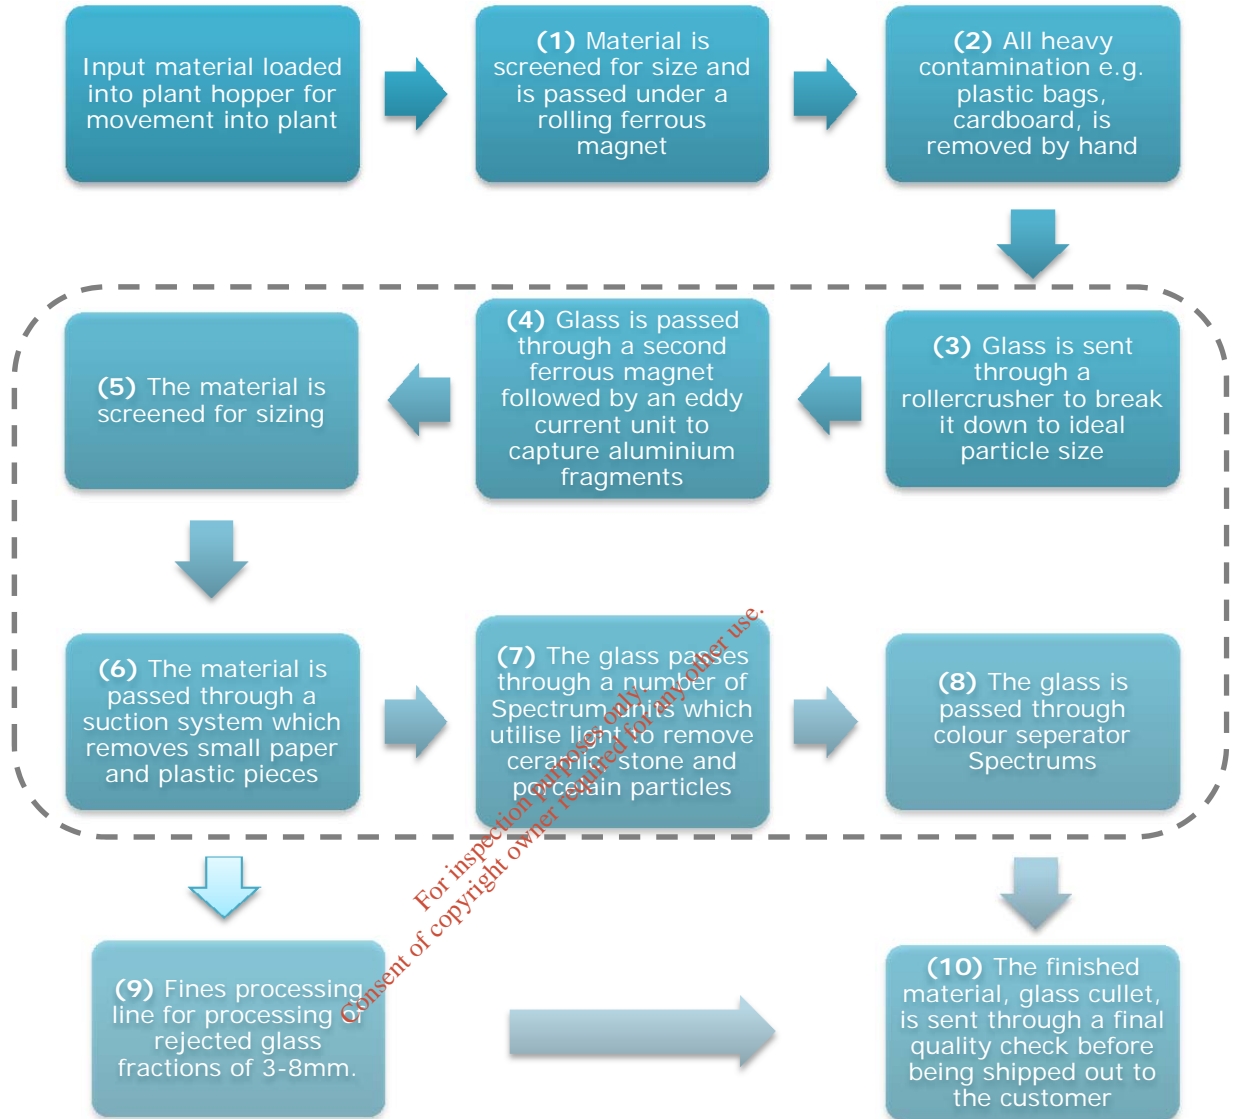 Input material loaded
into plant hopper for
movement into plant
(1) Material is
screened for size and
is passed under a
rolling ferrous
magnet
(2) All heavy
contamination e.g.
plastic bags,
cardboard, is
removed by hand
(3) Glass is sent
through a
rollercrusher to break
it down to ideal
particle size
(4) Glass is passed
through a second
ferrous magnet
followed by an eddy
current unit to
capture aluminium
fragments
(5) The material is
screened for sizing
(6) The material is
passed through a
suction system which
removes small paper
and plastic pieces
(7) The glass passes
through a number of
Spectrum units which
utilise light to remove
ceramic, stone and
porcelain particles
(8) The glass is
passed through
colour seperator
Spectrums
(9) Fines processing
line for processing of
rejected glass
fractions of 3-8mm.
(10) The finished
material, glass cullet,
is sent through a final
quality check before
being shipped out to
the customer
For inspection purposes only.
Consent of copyright owner required for any other use.